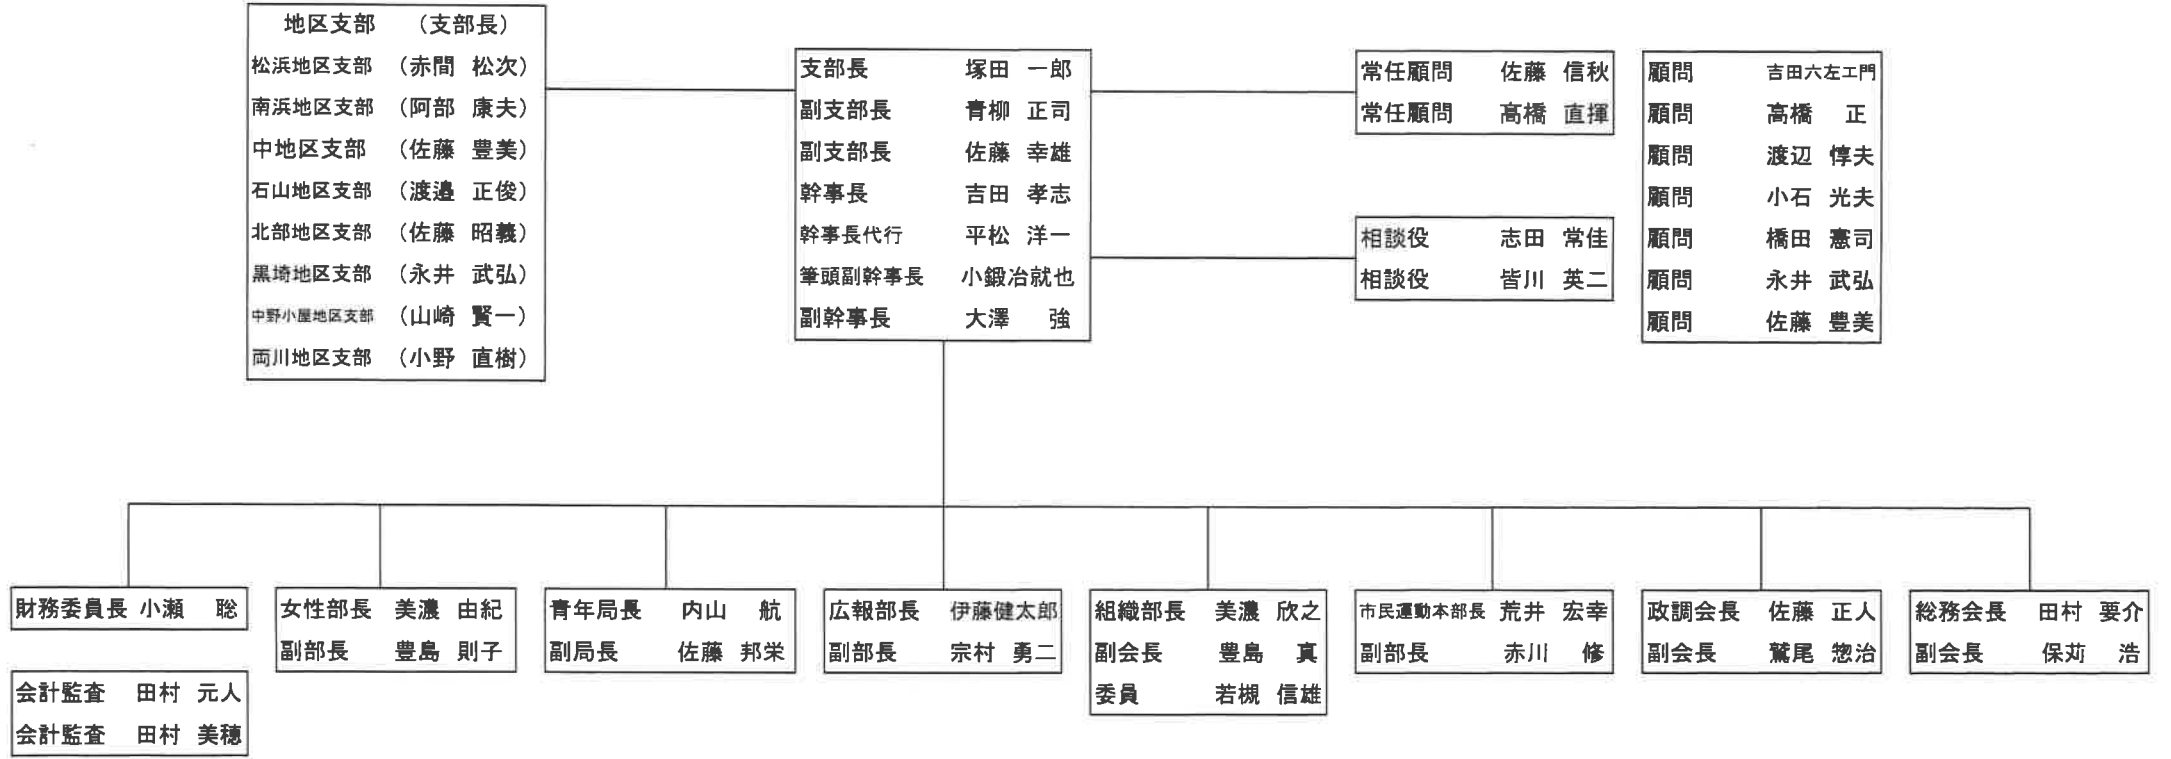 地区支部 （支部長）
松浜地区支部 （赤間 松次）
南浜地区支部 （阿部 康夫）
中地区支部 （佐藤 豊美）
石山地区支部 （渡邉 正俊）
北部地区支部 （佐藤 昭義）
黒埼地区支部 （永井 武弘）
中野小屋地区支部 （山崎 賢一）
両川地区支部 （小野 直樹）
支部長 塚田 一郎
副支部長 青柳 正司
副支部長 佐藤 幸雄
幹事長 吉田 孝志
幹事長代行 平松 洋一
筆頭副幹事長 小鍛冶就也
副幹事長 大澤 強
常任顧問 佐藤 信秋
常任顧問 髙橋 直揮
相談役 志田 常佳
相談役 皆川 英二
顧問 吉田六左エ門
顧問 髙橋 正
顧問 渡辺 惇夫
顧問 小石 光夫
顧問 橋田 憲司
顧問 永井 武弘
顧問 佐藤 豊美
財務委員長 小瀬 聡
会計監査 田村 元人
会計監査 田村 美穂
女性部長 美濃 由紀
副部長 豊島 則子
青年局長 内山 航
副局長 佐藤 邦栄
広報部長 伊藤健太郎
副部長 宗村 勇二
組織部長 美濃 欣之
副会長 豊島 真
委員 若槻 信雄
市民運動本部長 荒井 宏幸
副部長 赤川 修
政調会長 佐藤 正人
副会長 鷲尾 惣治
総務会長 田村 要介
副会長 保苅 浩